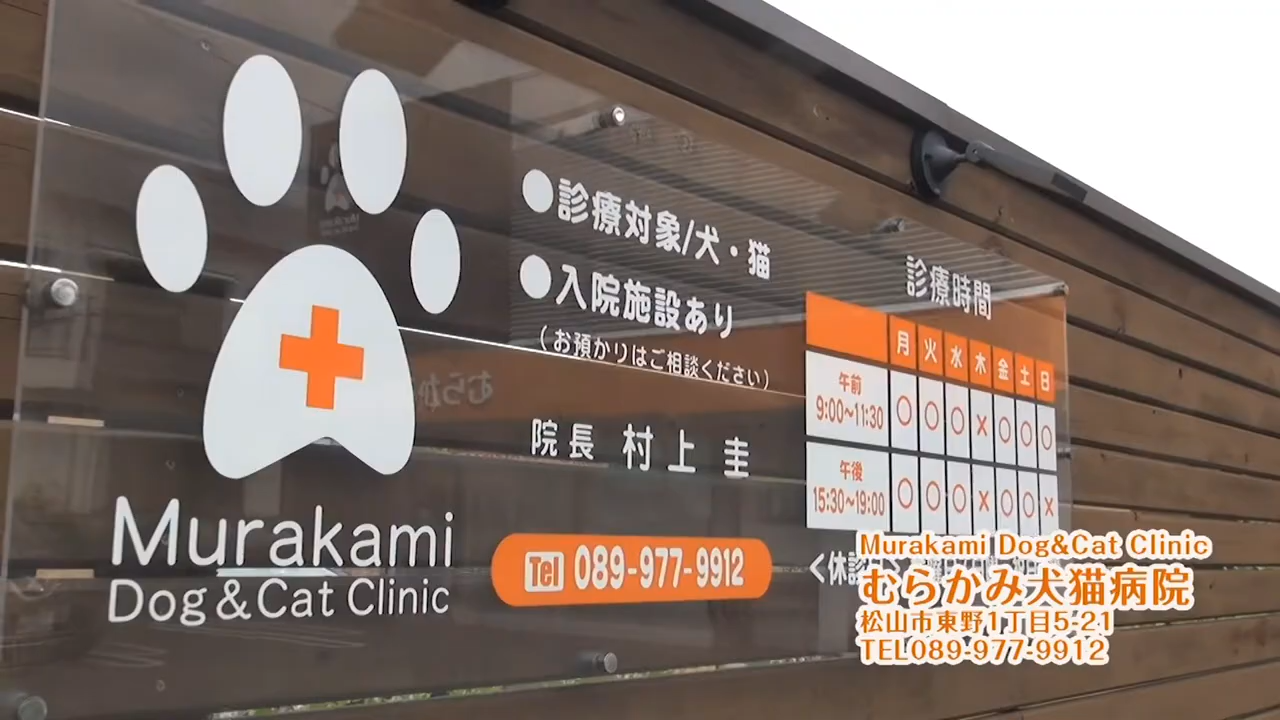 Murakami
Dog & Cat Clinic
●診療対象/犬・猫
●入院施設あり
（お預かりはご相談ください）
院長 村上 圭
Tel 089-977-9912
診療時間
月 火 水 木 金 土 日
午前 9:00~11:30 ○ ○ ○ × ○ ○ ○
午後 15:30~19:00 ○ ○ ○ × ○ ○ ×
<休診
Murakami Dog&Cat Clinic
むらかみ犬猫病院
松山市東野1丁目5-21
TEL089-977-9912